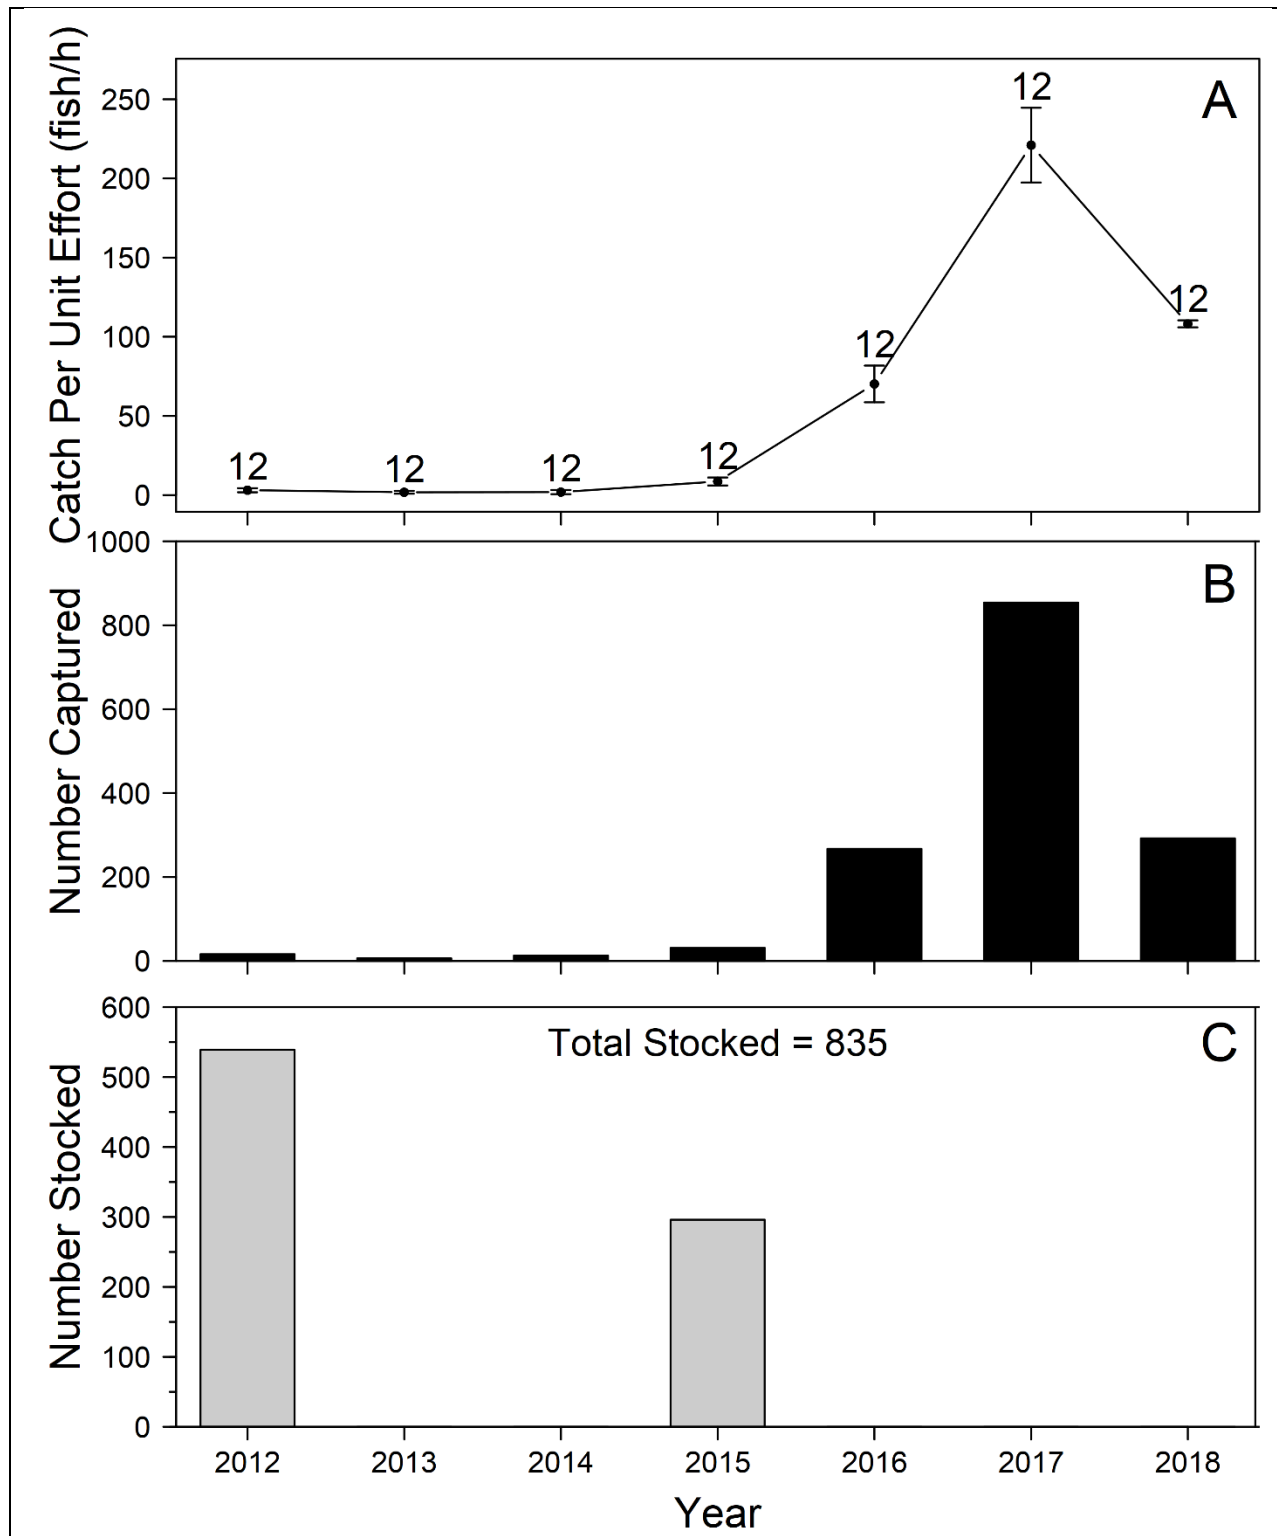 Catch Per Unit Effort (fish/h)
A
250
200
150
100
50
0
12
12
12
12
12
12
12
Number Captured
B
1000
800
600
400
200
0
Number Stocked
Total Stocked = 835
C
600
500
400
300
200
100
0
2012 2013 2014 2015 2016 2017 2018
Year